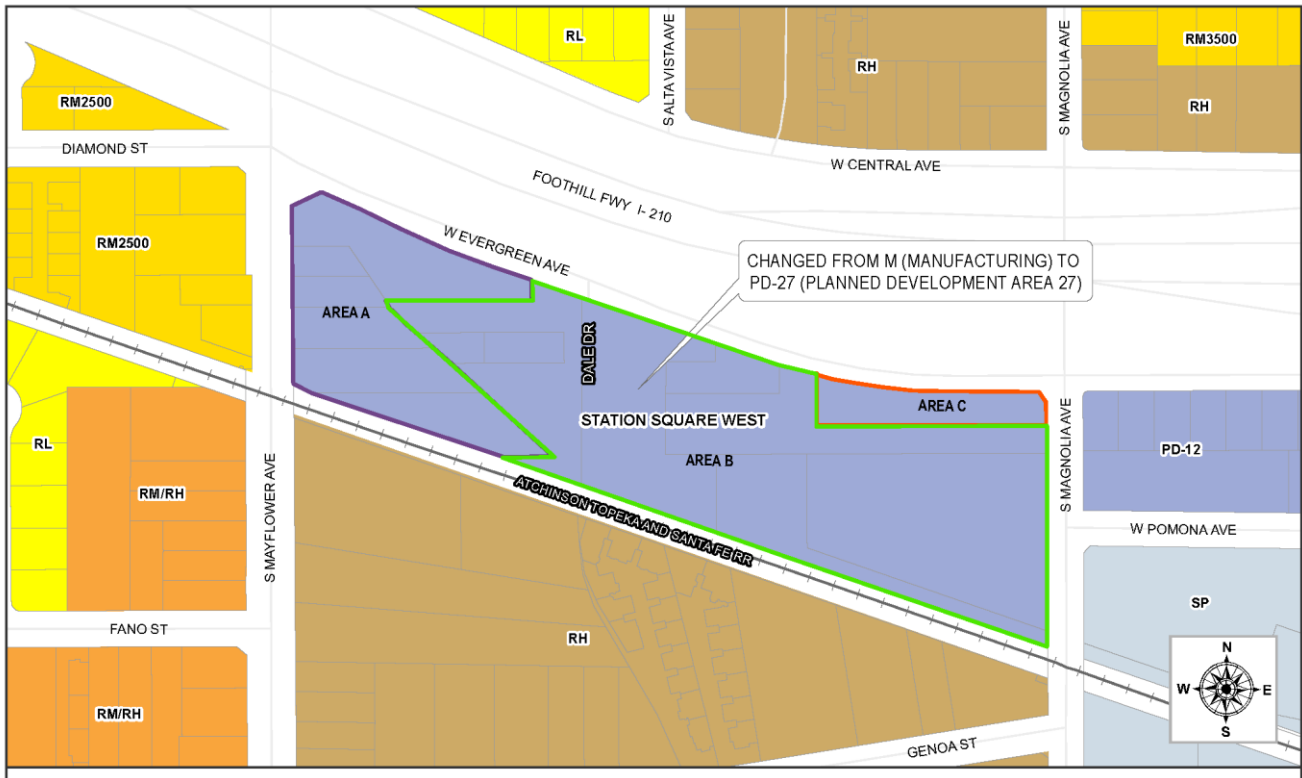 RL
S ALTA VISTA AVE
RH
S MAGNOLIA AVE
RM3500
RH
RM2500
DIAMOND ST
W CENTRAL AVE
FOOTHILL FWY I- 210
RM2500
W EVERGREEN AVE
CHANGED FROM M (MANUFACTURING) TO
PD-27 (PLANNED DEVELOPMENT AREA 27)
AREA A
DALE DR
STATION SQUARE WEST
AREA C
AREA B
S MAGNOLIA AVE
PD-12
RL
RM/RH
S MAYFLOWER AVE
ATCHINSON TOPEKA AND SANTA FE RR
W POMONA AVE
SP
FANO ST
RH
RM/RH
GENOA ST
N
W E
S